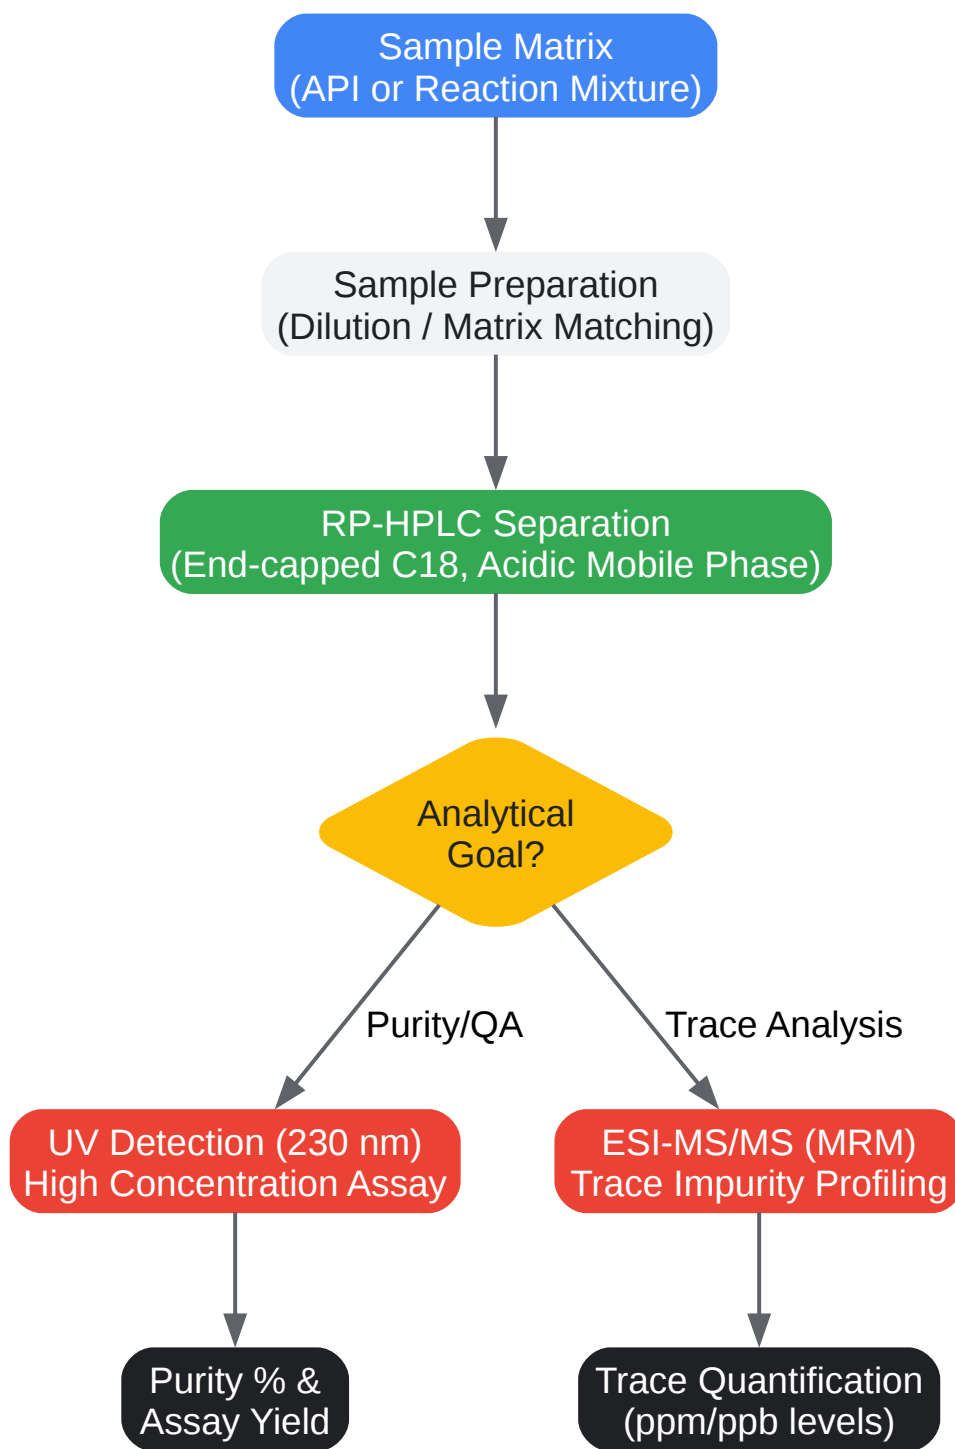 Sample Matrix
(API or Reaction Mixture)
Sample Preparation
(Dilution / Matrix Matching)
RP-HPLC Separation
(End-capped C18, Acidic Mobile Phase)
Analytical
Goal?
Purity/QA
Trace Analysis
UV Detection (230 nm)
High Concentration Assay
ESI-MS/MS (MRM)
Trace Impurity Profiling
Purity % &
Assay Yield
Trace Quantification
(ppm/ppb levels)